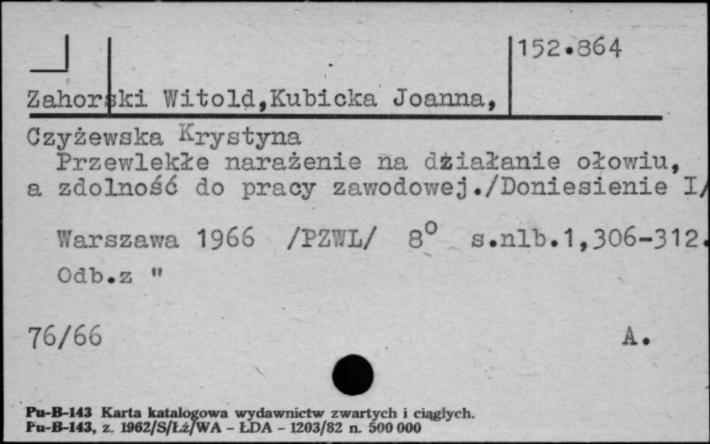 152.864
Zahorski Witold,Kubicka Joanna,
Czyżewska Krystyna
Przewlekłe narażenie na działanie ołowiu,
a zdolność do pracy zawodowej./Doniesienie I/
Warszawa 1966 /PZWL/ 8° s.nlb.1,306-312.
Odb.z "
76/66 A.
Pu-B-143 Karta katalogowa wydawnictw zwartych i ciągłych.
Pu-B-143, z. 1962/S/Łź/WA – ŁDA – 1203/82 n. 500 000